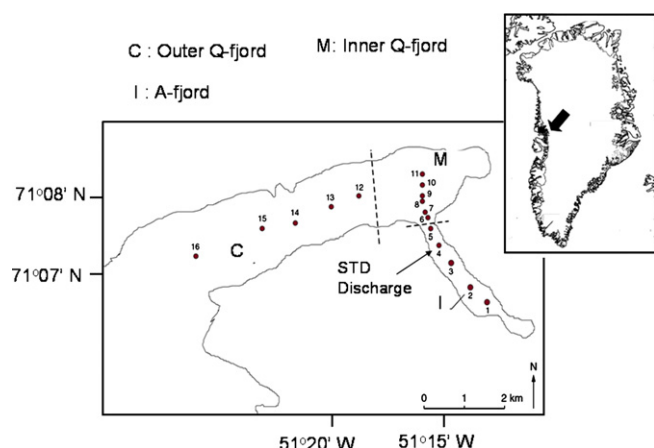 C : Outer Q-fjord
M: Inner Q-fjord
I : A-fjord
M
11
10
9
8
7
6
5
4
3
2
1
12
13
14
15
16
C
I
STD
Discharge
71°08' N
71°07' N
N
0 1 2 km
51°20' W
51°15' W